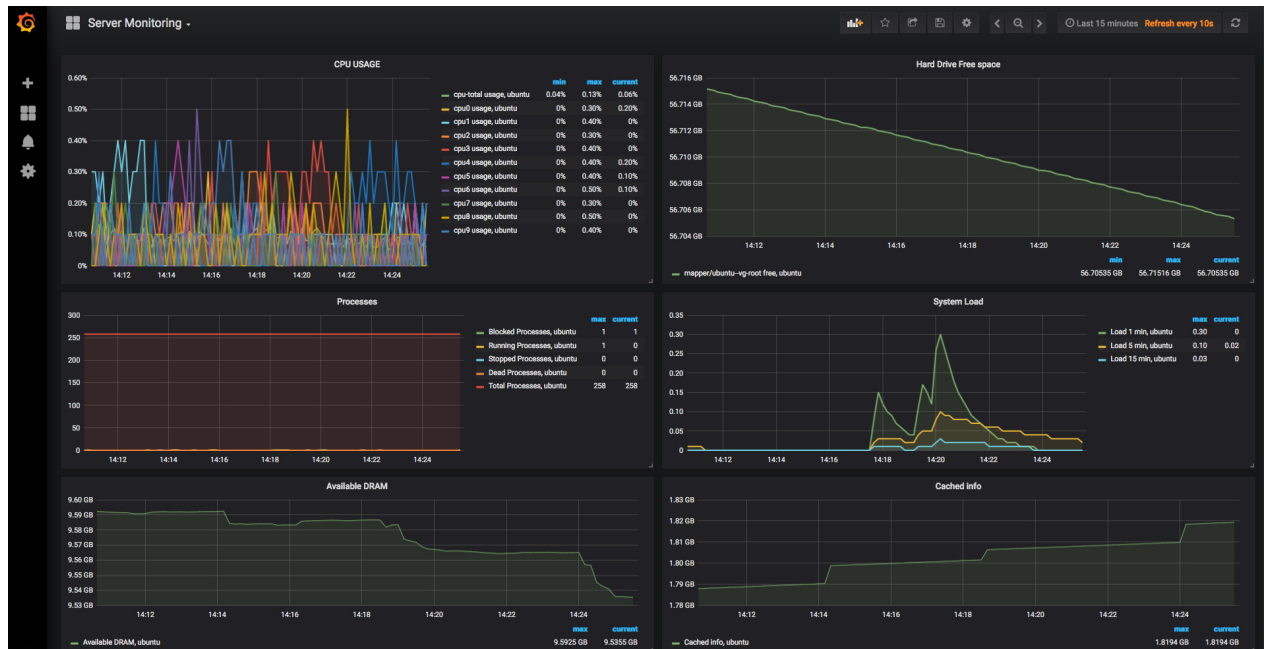 Server Monitoring
Last 15 minutes Refresh every 10s
CPU USAGE
0.60%
0.50%
0.40%
0.30%
0.20%
0.10%
0%
14:12 14:14 14:16 14:18 14:20 14:22 14:24
min max current
cpu-total usage, ubuntu 0.04% 0.13% 0.06%
cpu0 usage, ubuntu 0% 0.30% 0.20%
cpu1 usage, ubuntu 0% 0.40% 0%
cpu2 usage, ubuntu 0% 0.30% 0%
cpu3 usage, ubuntu 0% 0.40% 0%
cpu4 usage, ubuntu 0% 0.40% 0.20%
cpu5 usage, ubuntu 0% 0.40% 0.10%
cpu6 usage, ubuntu 0% 0.50% 0.10%
cpu7 usage, ubuntu 0% 0.30% 0%
cpu8 usage, ubuntu 0% 0.50% 0%
cpu9 usage, ubuntu 0% 0.40% 0%
Hard Drive Free space
56.716 GB
56.714 GB
56.712 GB
56.710 GB
56.708 GB
56.706 GB
56.704 GB
14:12 14:14 14:16 14:18 14:20 14:22 14:24
min max current
mapper/ubuntu-vg-root free, ubuntu 56.70535 GB 56.71516 GB 56.70535 GB
Processes
300
250
200
150
100
50
0
14:12 14:14 14:16 14:18 14:20 14:22 14:24
max current
Blocked Processes, ubuntu 1 1
Running Processes, ubuntu 1 0
Stopped Processes, ubuntu 0 0
Dead Processes, ubuntu 0 0
Total Processes, ubuntu 258 258
System Load
0.35
0.30
0.25
0.20
0.15
0.10
0.05
0
14:12 14:14 14:16 14:18 14:20 14:22 14:24
max current
Load 1 min, ubuntu 0.30 0
Load 5 min, ubuntu 0.10 0.02
Load 15 min, ubuntu 0.03 0
Available DRAM
9.60 GB
9.59 GB
9.58 GB
9.57 GB
9.56 GB
9.55 GB
9.54 GB
9.53 GB
14:12 14:14 14:16 14:18 14:20 14:22 14:24
max current
Available DRAM, ubuntu 9.5925 GB 9.5355 GB
Cached info
1.83 GB
1.82 GB
1.81 GB
1.80 GB
1.79 GB
1.78 GB
14:12 14:14 14:16 14:18 14:20 14:22 14:24
max current
Cached info, ubuntu 1.8194 GB 1.8194 GB